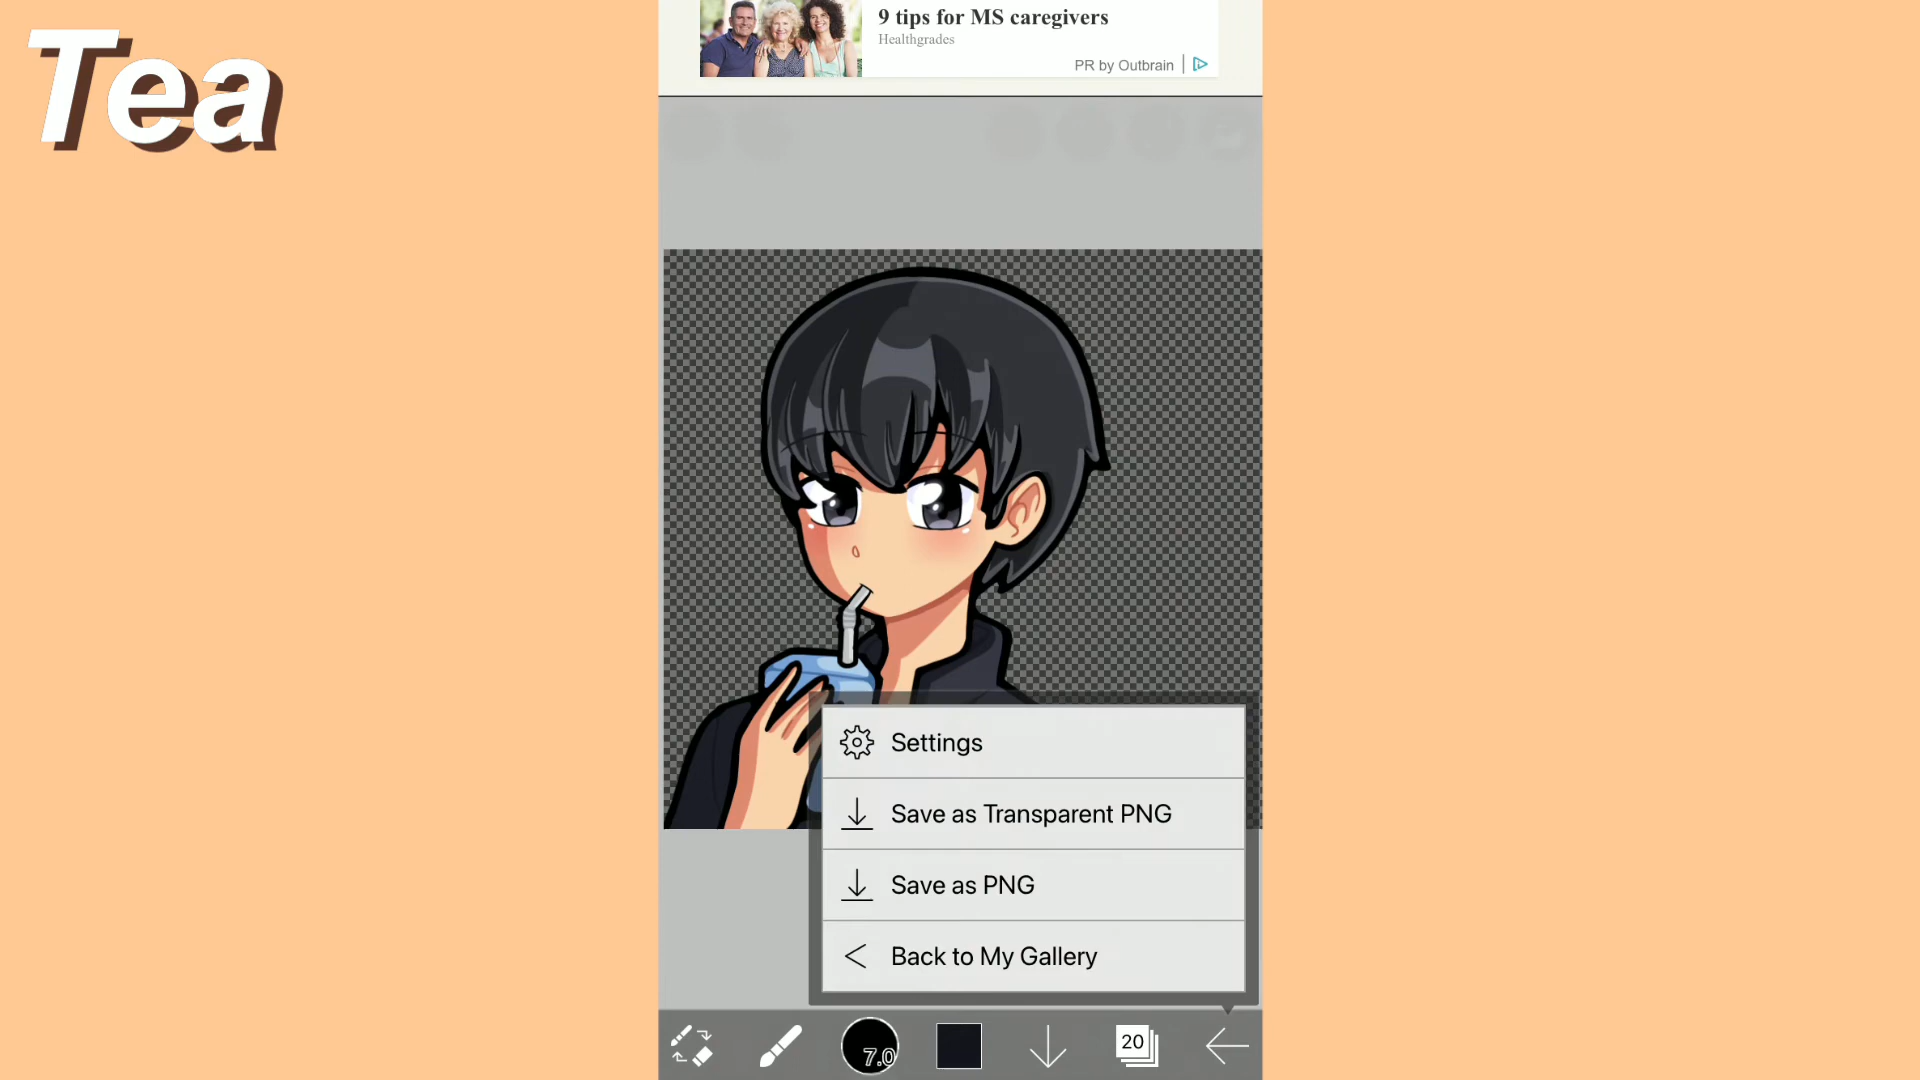 Tea
9 tips for MS caregivers
Healthgrades
PR by Outbrain
Settings
Save as Transparent PNG
Save as PNG
Back to My Gallery
7.0
20